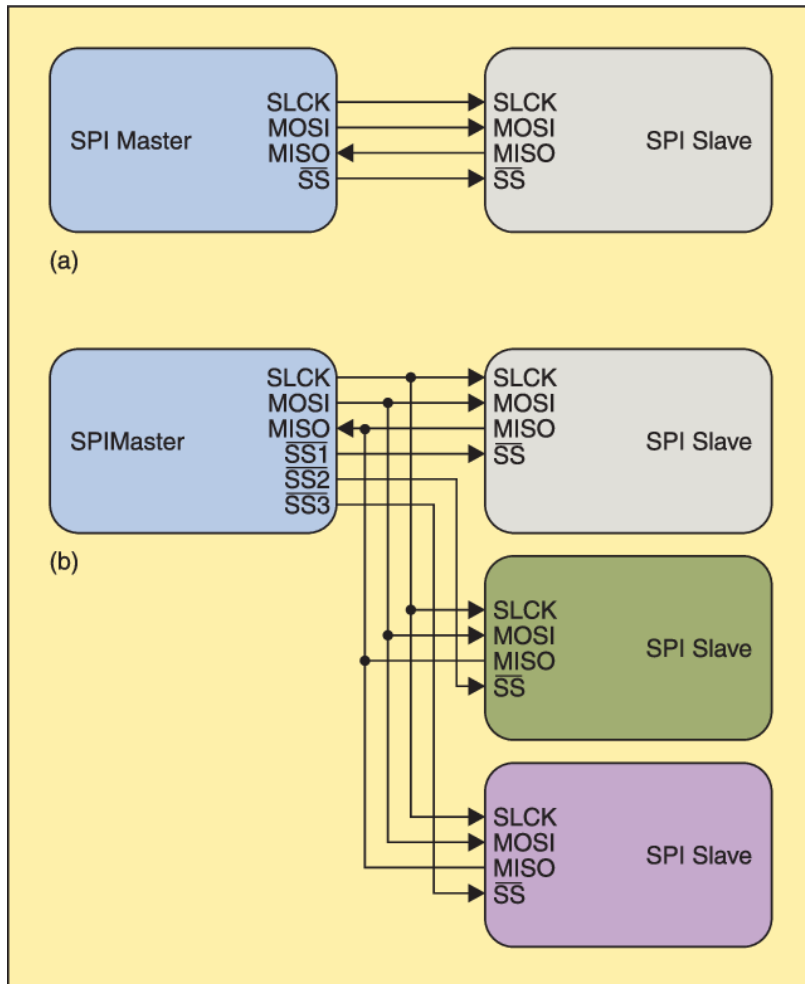 SLCK
MOSI
SPI Master
MISO
SS
SLCK
MOSI
MISO
SPI Slave
SS
(a)
SLCK
MOSI
MISO
SPIMaster
SS1
SS2
SS3
SLCK
MOSI
MISO
SPI Slave
SS
(b)
SLCK
MOSI
MISO
SPI Slave
SS
SLCK
MOSI
MISO
SPI Slave
SS